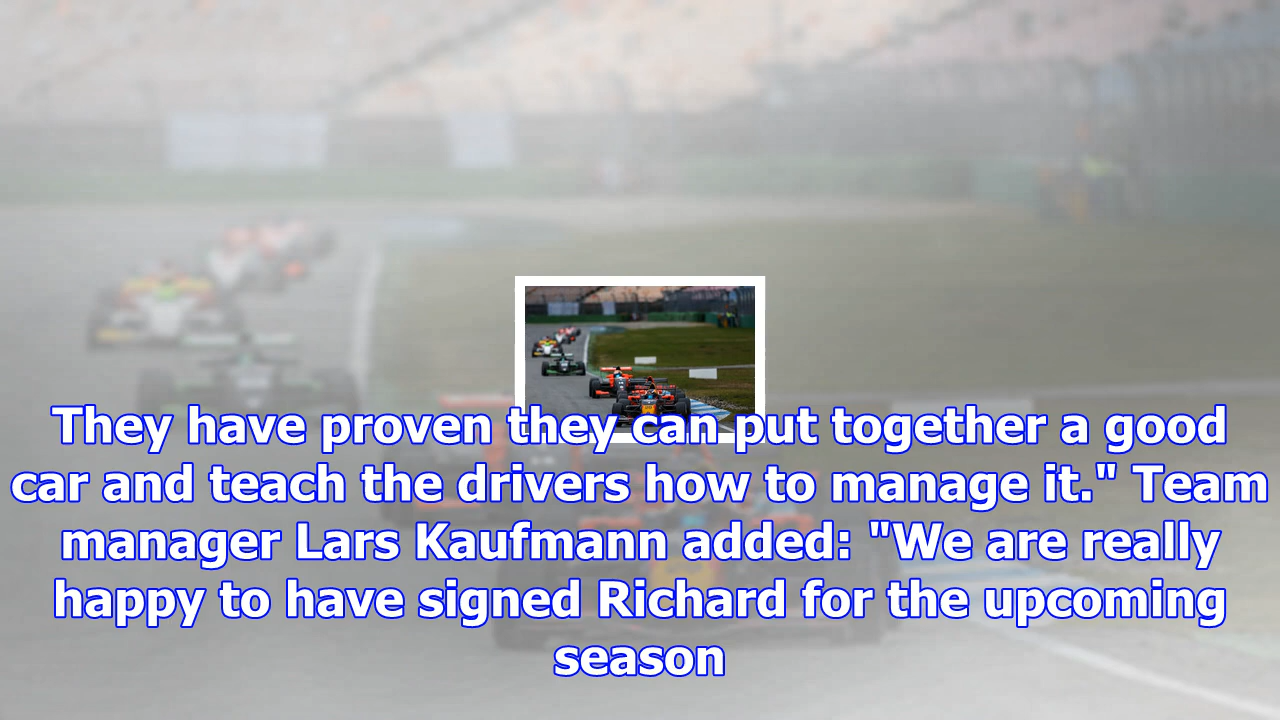 They have proven they can put together a good
car and teach the drivers how to manage it." Team
manager Lars Kaufmann added: "We are really
happy to have signed Richard for the upcoming
season